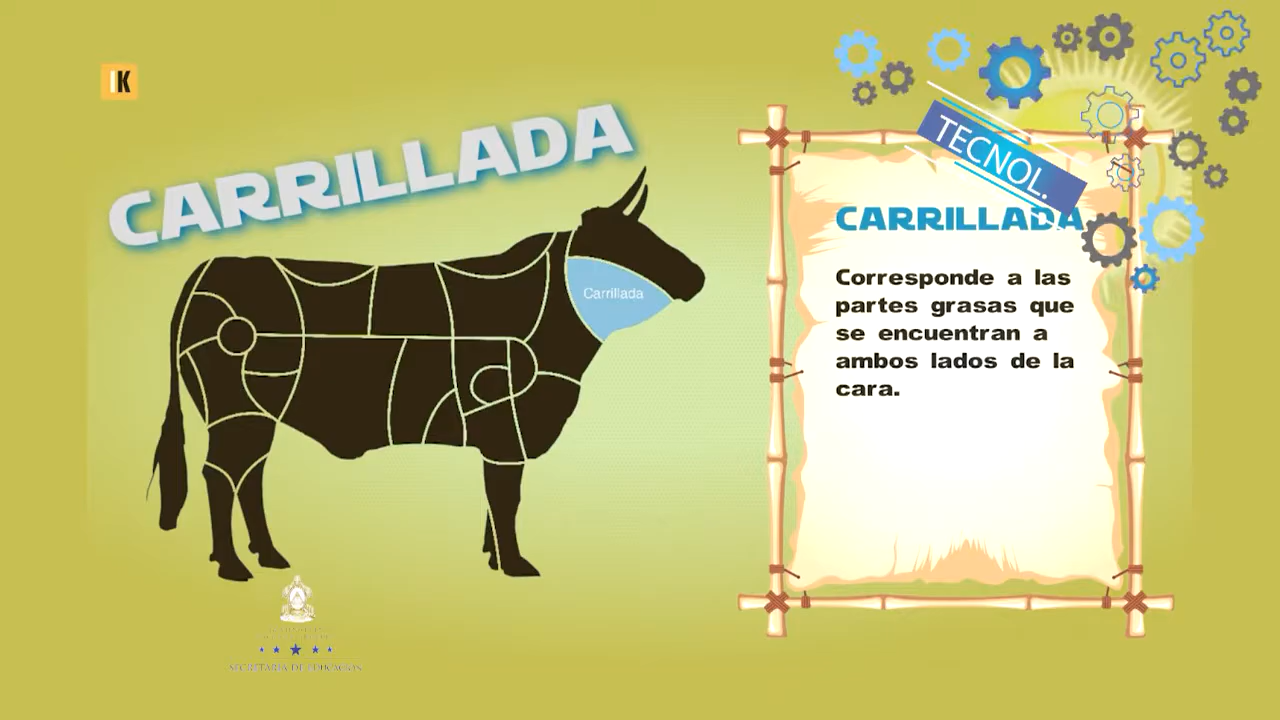 IK
CARRILLADA
Carrillada
TECNOL.
CARRILLADA
Corresponde a las
partes grasas que
se encuentran a
ambos lados de la
cara.
SECRETARÍA DE EDUCACIÓN